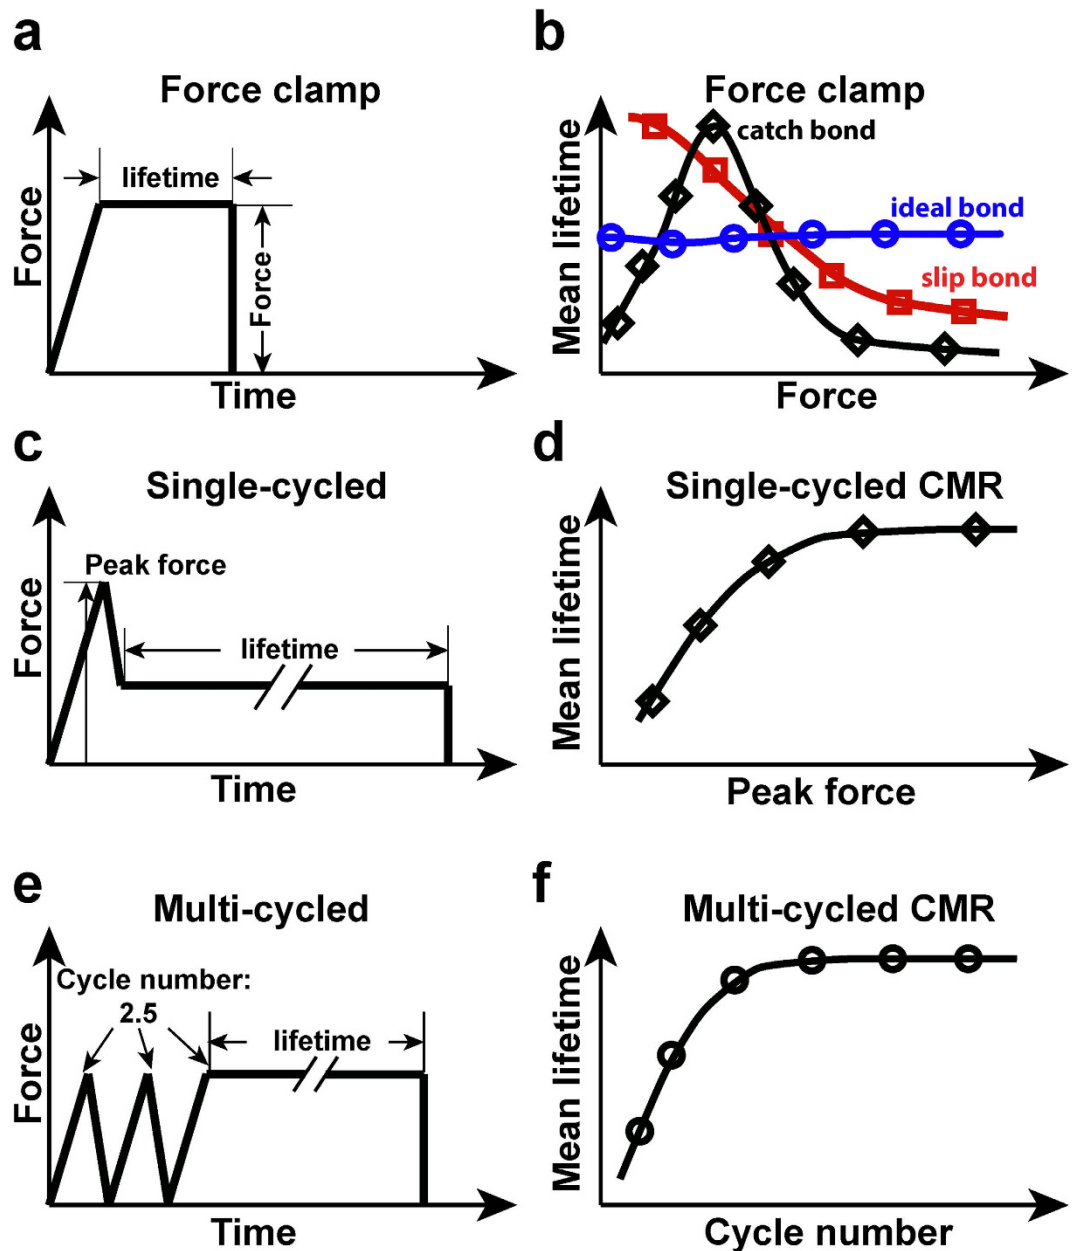 a
Force clamp
lifetime
Force
Force
Time
b
Force clamp
catch bond
ideal bond
slip bond
Mean lifetime
Force
c
Single-cycled
Peak force
lifetime
Force
Time
d
Single-cycled CMR
Mean lifetime
Peak force
e
Multi-cycled
Cycle number:
2.5
lifetime
Force
Time
f
Multi-cycled CMR
Mean lifetime
Cycle number